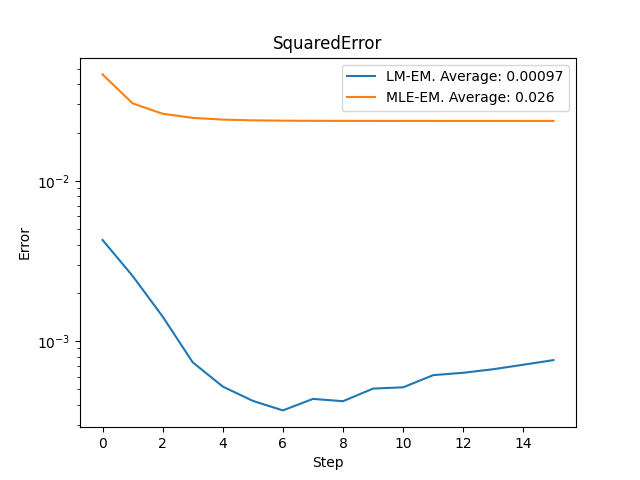 SquaredError
LM-EM. Average: 0.00097
MLE-EM. Average: 0.026
Error
10⁻²
10⁻³
0 2 4 6 8 10 12 14
Step